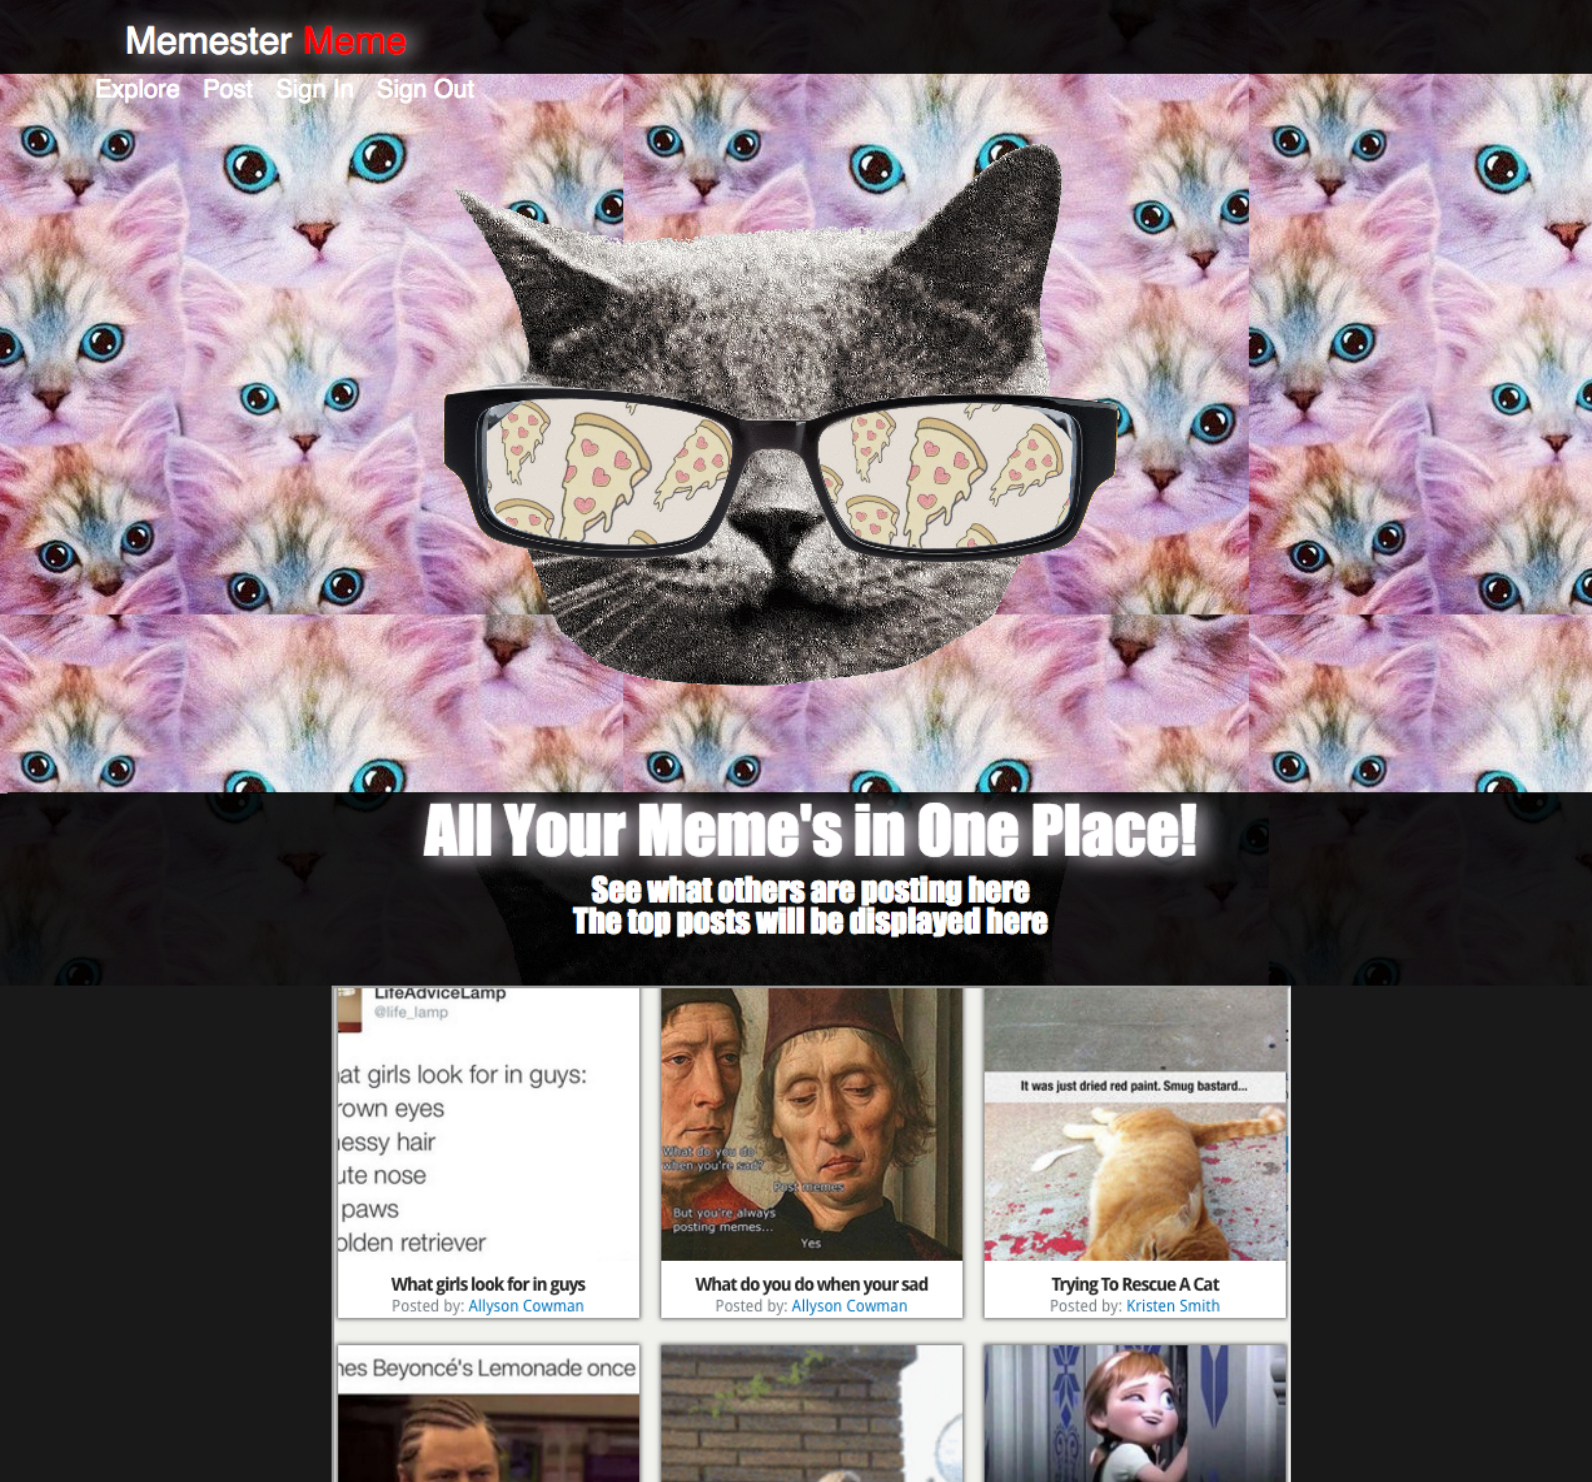 Memester Meme
Explore Post Sign In Sign Out
All Your Meme's in One Place!
See what others are posting here
The top posts will be displayed here
LifeAdviceLamp
@life_lamp
at girls look for in guys:
rown eyes
essy hair
ute nose
paws
olden retriever
What girls look for in guys
Posted by: Allyson Cowman
What do you do
when you're sad?
Post memes
But you're always
posting memes...
Yes
What do you do when your sad
Posted by: Allyson Cowman
It was just dried red paint. Smug bastard...
Trying To Rescue A Cat
Posted by: Kristen Smith
nes Beyoncé's Lemonade once